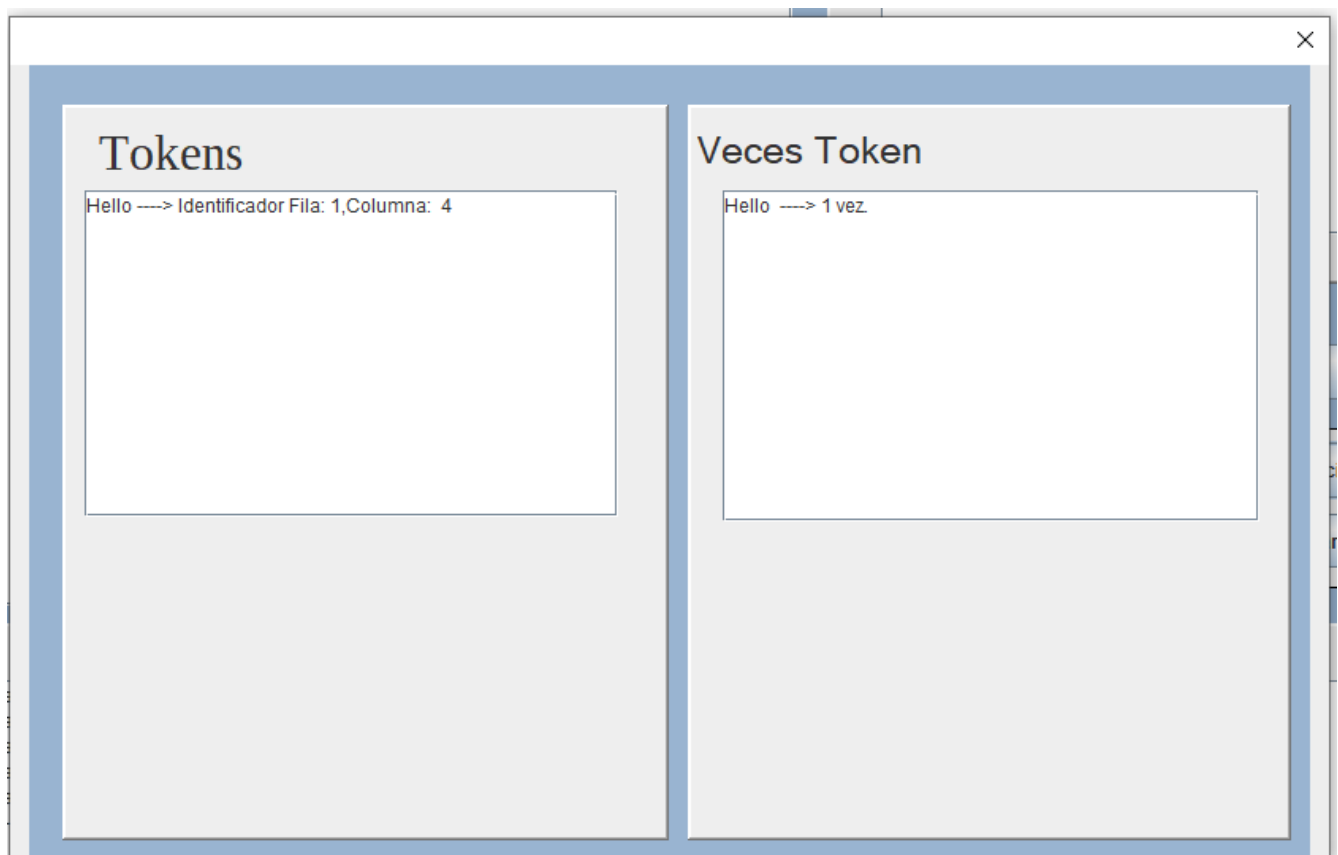 Tokens
Hello ----> Identificador Fila: 1,Columna:  4
Veces Token
Hello  ----> 1 vez.